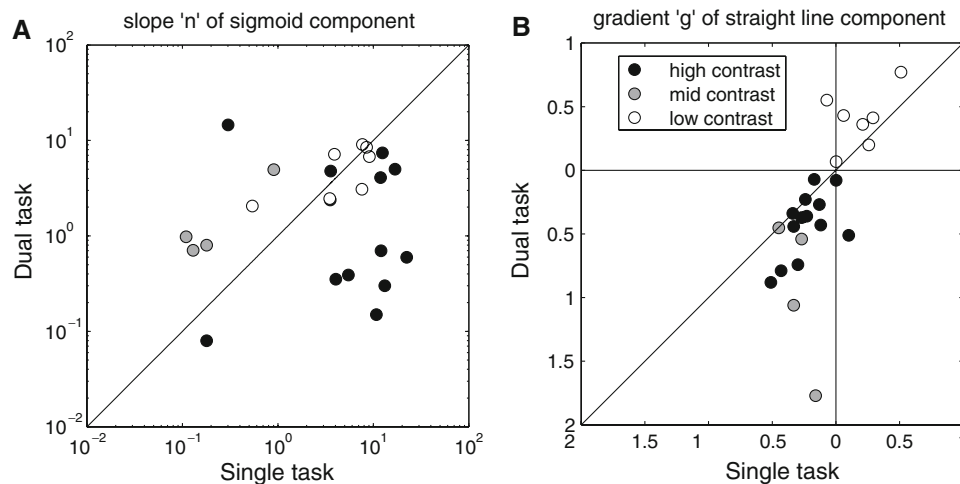 A
slope 'n' of sigmoid component
10^2
10^1
10^0
10^-1
10^-2
Dual task
10^-2 10^-1 10^0 10^1 10^2
Single task
B
gradient 'g' of straight line component
high contrast
mid contrast
low contrast
1
0.5
0
0.5
1
1.5
2
Dual task
2 1.5 1 0.5 0 0.5 1
Single task